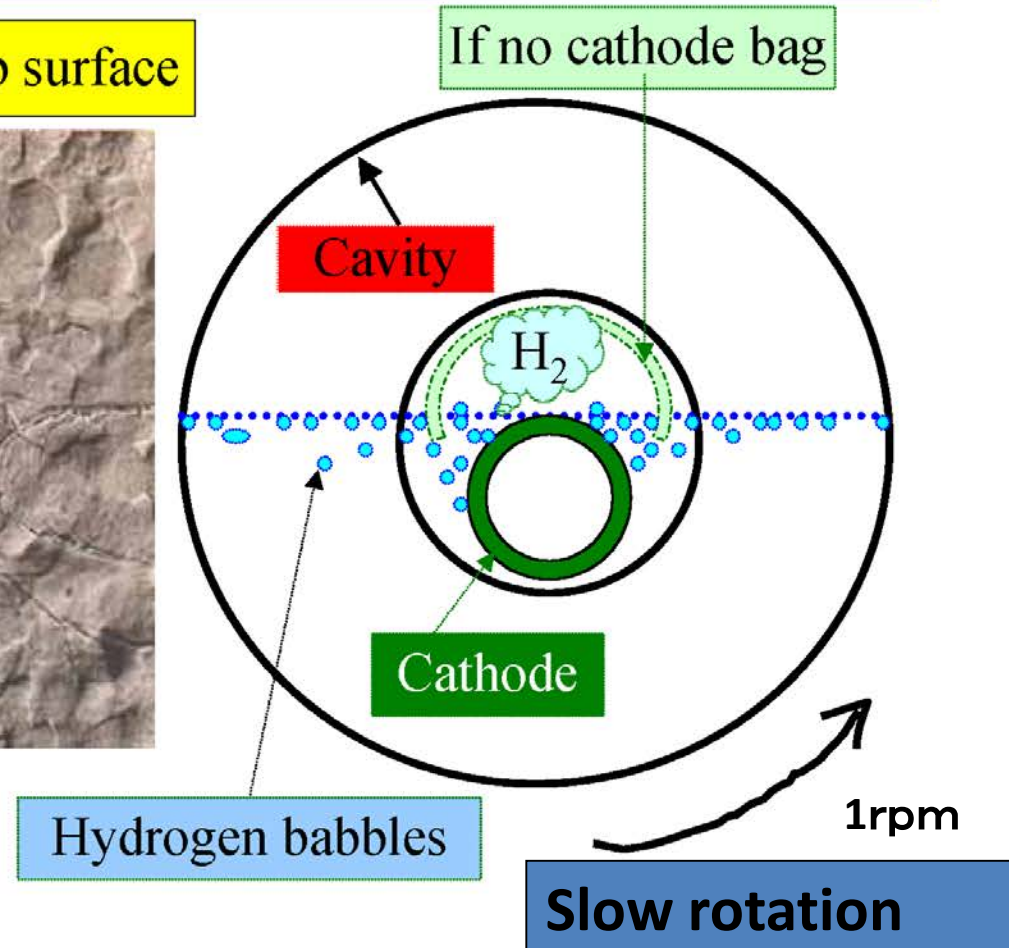 surface
If no cathode bag
Cavity
H₂
Cathode
1rpm
Hydrogen babbles
Slow rotation